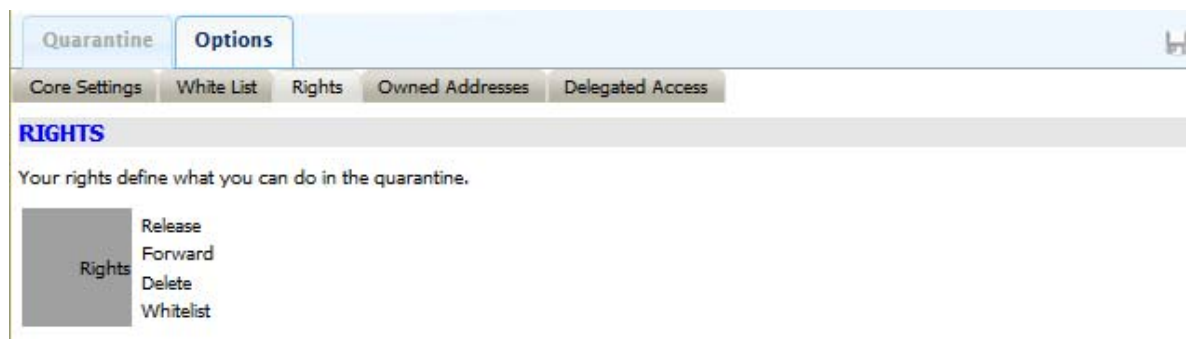 Quarantine Options
Core Settings White List Rights Owned Addresses Delegated Access
RIGHTS
Your rights define what you can do in the quarantine.
Rights
Release
Forward
Delete
Whitelist